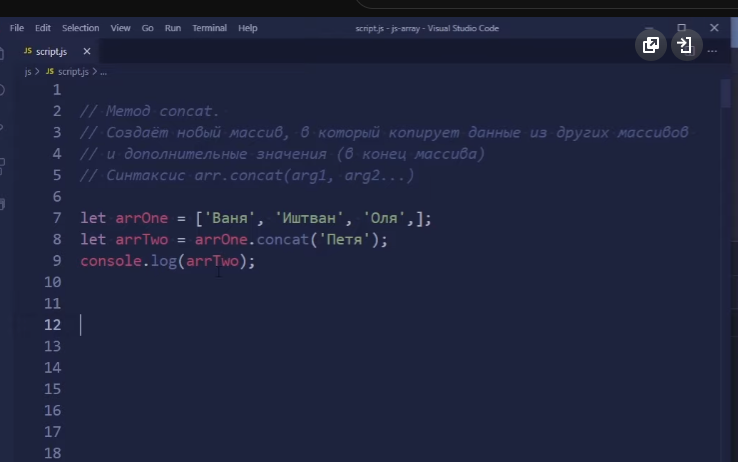 File Edit Selection View Go Run Terminal Help script.js - js-array - Visual Studio Code
JS script.js ✕
js > JS script.js > ...
1
2 // Метод concat.
3 // Создаёт новый массив, в который копирует данные из других массивов
4 // и дополнительные значения (в конец массива)
5 // Синтаксис arr.concat(arg1, arg2...)
6
7 let arrOne = ['Ваня', 'Иштван', 'Оля',];
8 let arrTwo = arrOne.concat('Петя');
9 console.log(arrTwo);
10
11
12
13
14
15
16
17
18